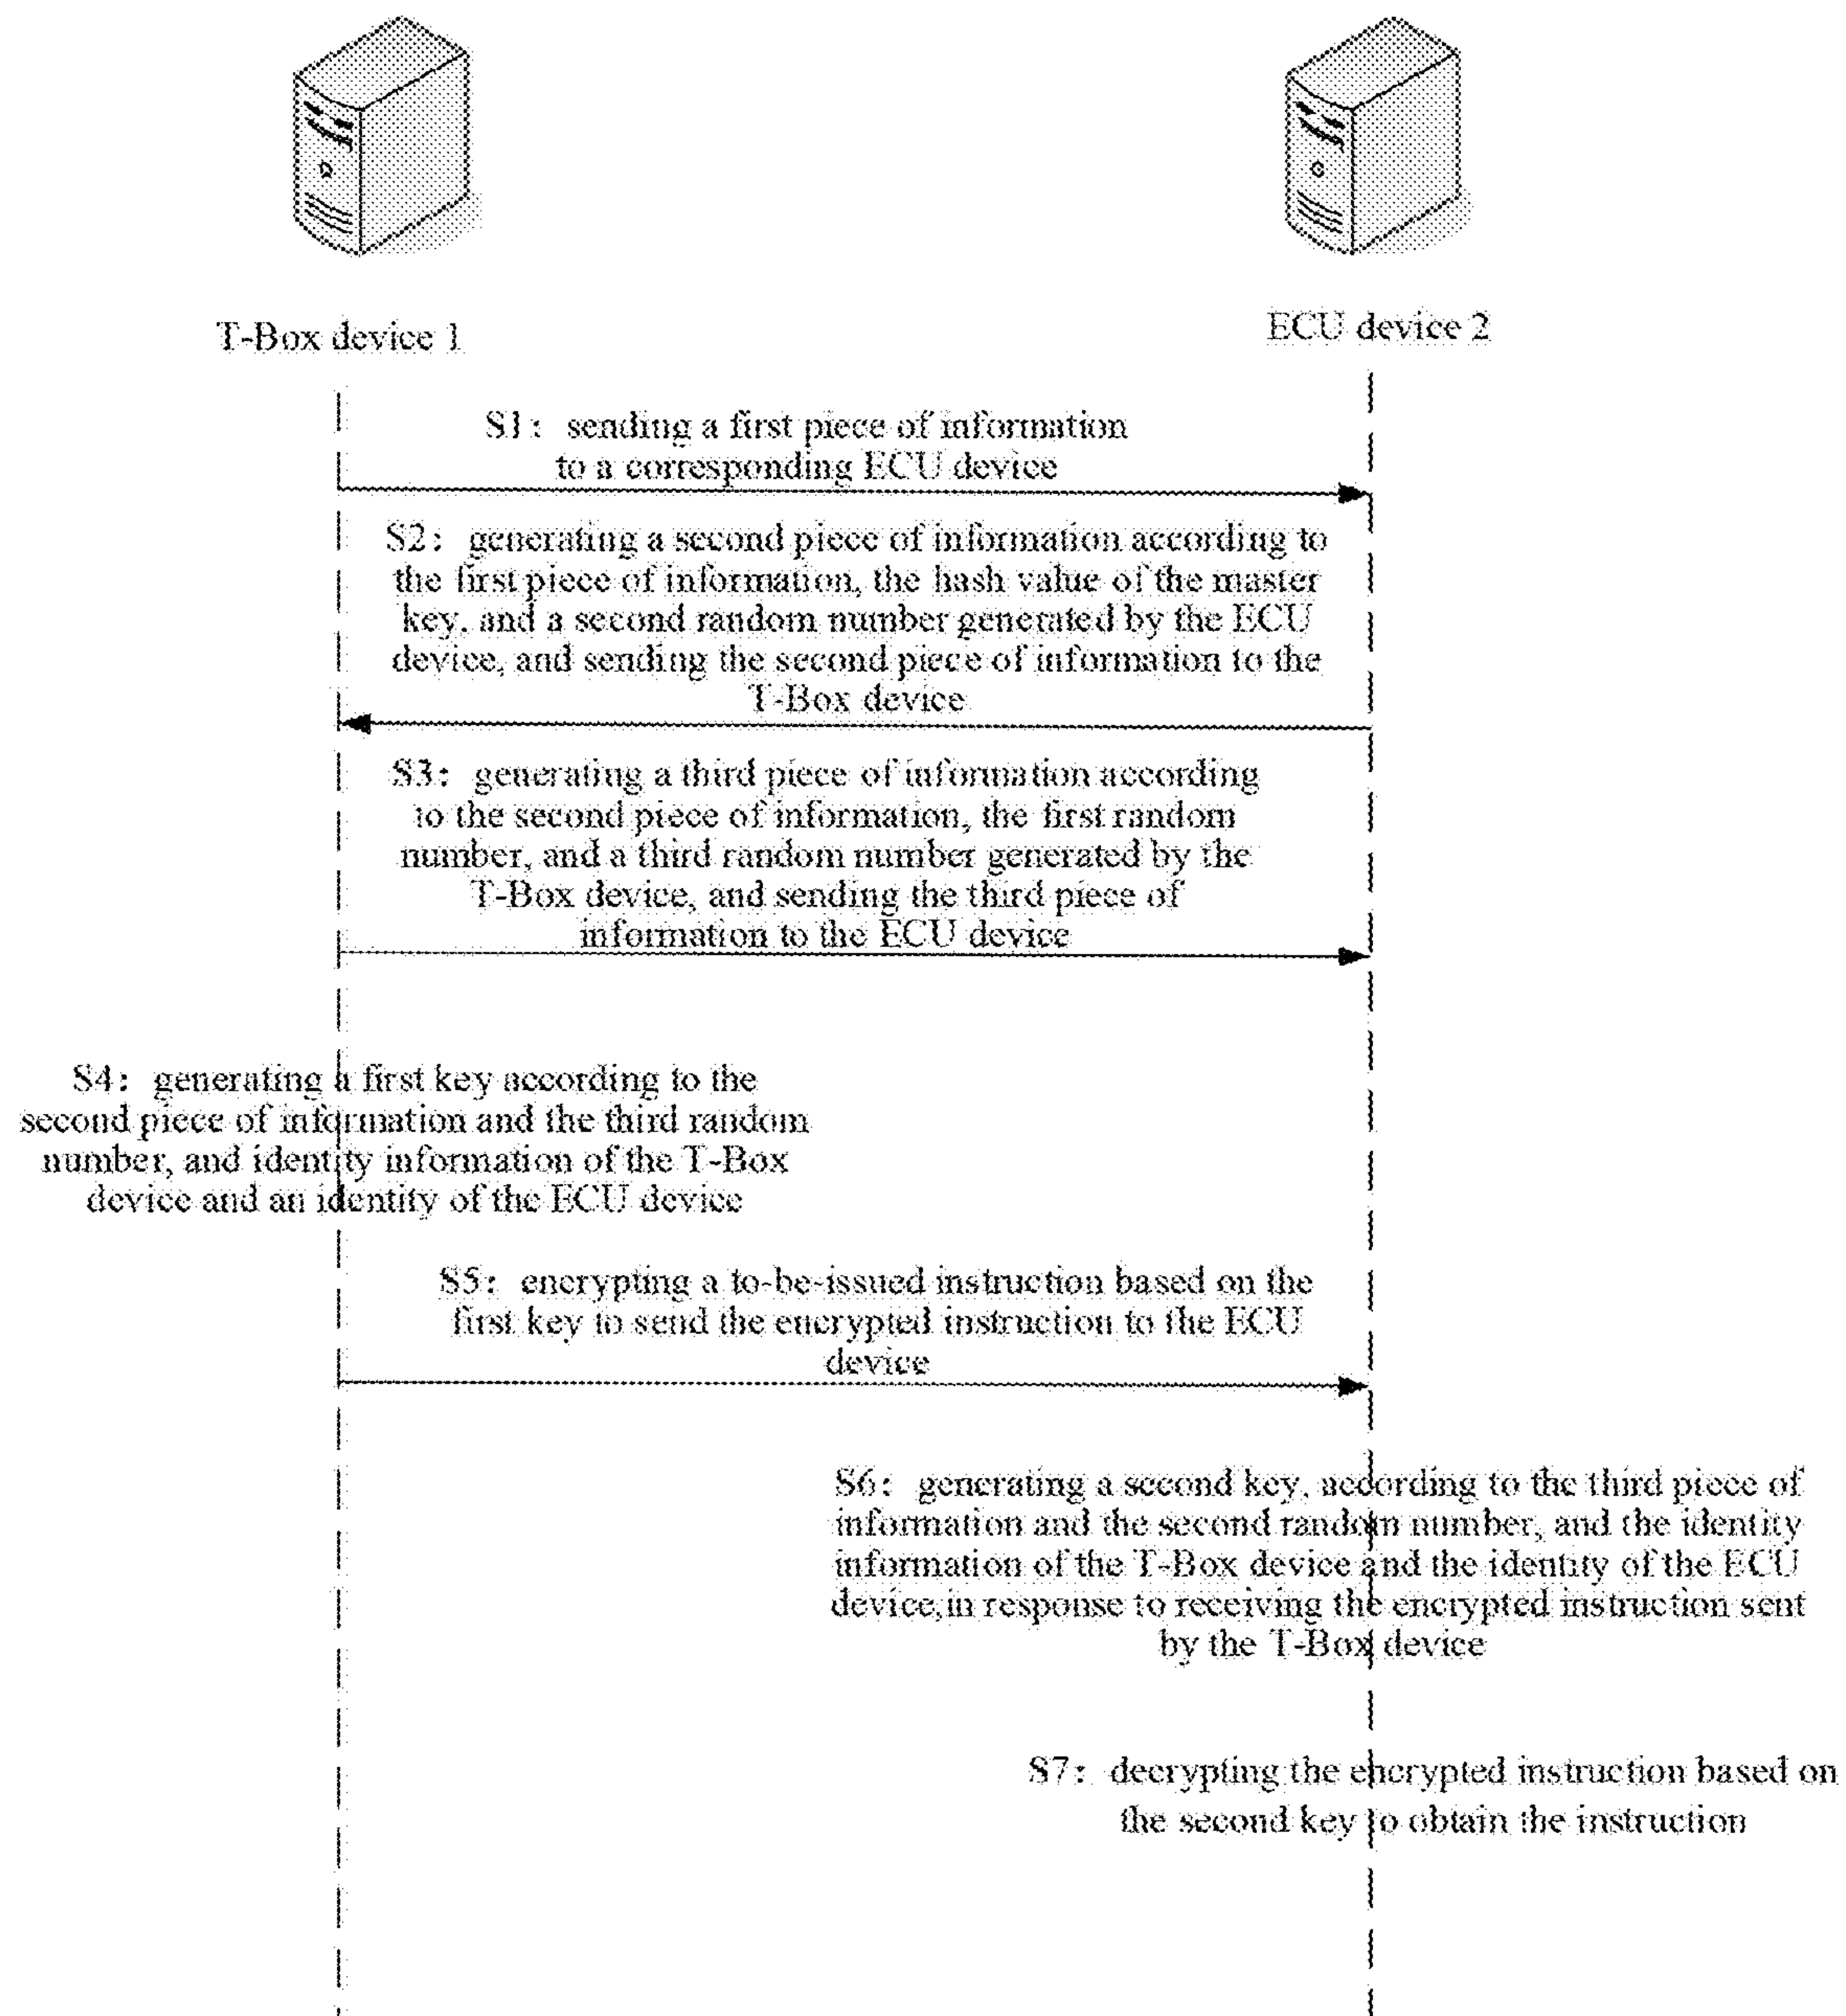 T-Box device 1
ECU device 2
S1: sending a first piece of information
to a corresponding ECU device
S2: generating a second piece of information according to
the first piece of information, the hash value of the master
key, and a second random number generated by the ECU
device, and sending the second piece of information to the
T-Box device
S3: generating a third piece of information according
to the second piece of information, the first random
number, and a third random number generated by the
T-Box device, and sending the third piece of
information to the ECU device
S4: generating a first key according to the
second piece of information and the third random
number, and identity information of the T-Box
device and an identity of the ECU device
S5: encrypting a to-be-issued instruction based on the
first key to send the encrypted instruction to the ECU
device
S6: generating a second key, according to the third piece of
information and the second random number, and the identity
information of the T-Box device and the identity of the ECU
device,in response to receiving the encrypted instruction sent
by the T-Box device
S7: decrypting the encrypted instruction based on
the second key to obtain the instruction